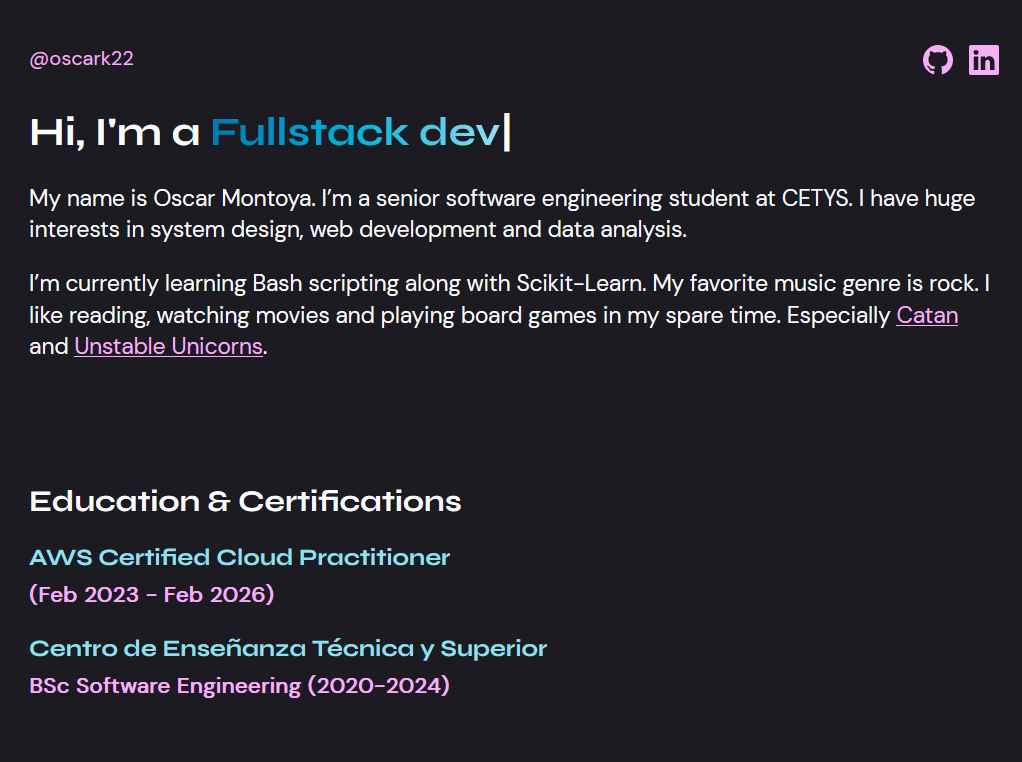 @oscark22
in
Hi, I'm a Fullstack dev|
My name is Oscar Montoya. I’m a senior software engineering student at CETYS. I have huge
interests in system design, web development and data analysis.
I’m currently learning Bash scripting along with Scikit-Learn. My favorite music genre is rock. I
like reading, watching movies and playing board games in my spare time. Especially Catan
and Unstable Unicorns.
Education & Certifications
AWS Certified Cloud Practitioner
(Feb 2023 - Feb 2026)
Centro de Enseñanza Técnica y Superior
BSc Software Engineering (2020-2024)